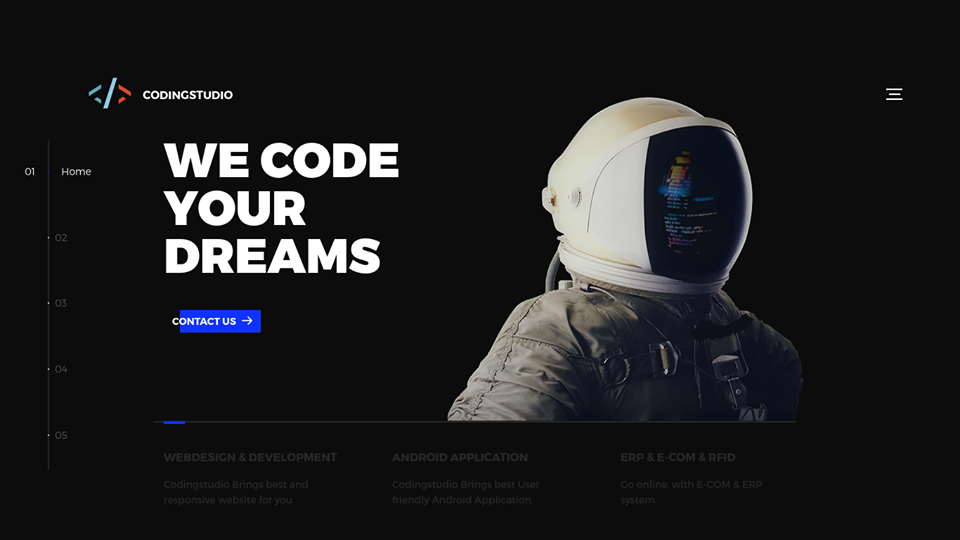 </> CODINGSTUDIO
01 Home
WE CODE
YOUR
DREAMS
02
03
CONTACT US →
04
05
WEBDESIGN & DEVELOPMENT
Codingstudio Brings best and
responsive website for you.
ANDROID APPLICATION
Codingstudio Brings best User
friendly Android Application.
ERP & E-COM & RFID
Go online, with E-COM & ERP
system.